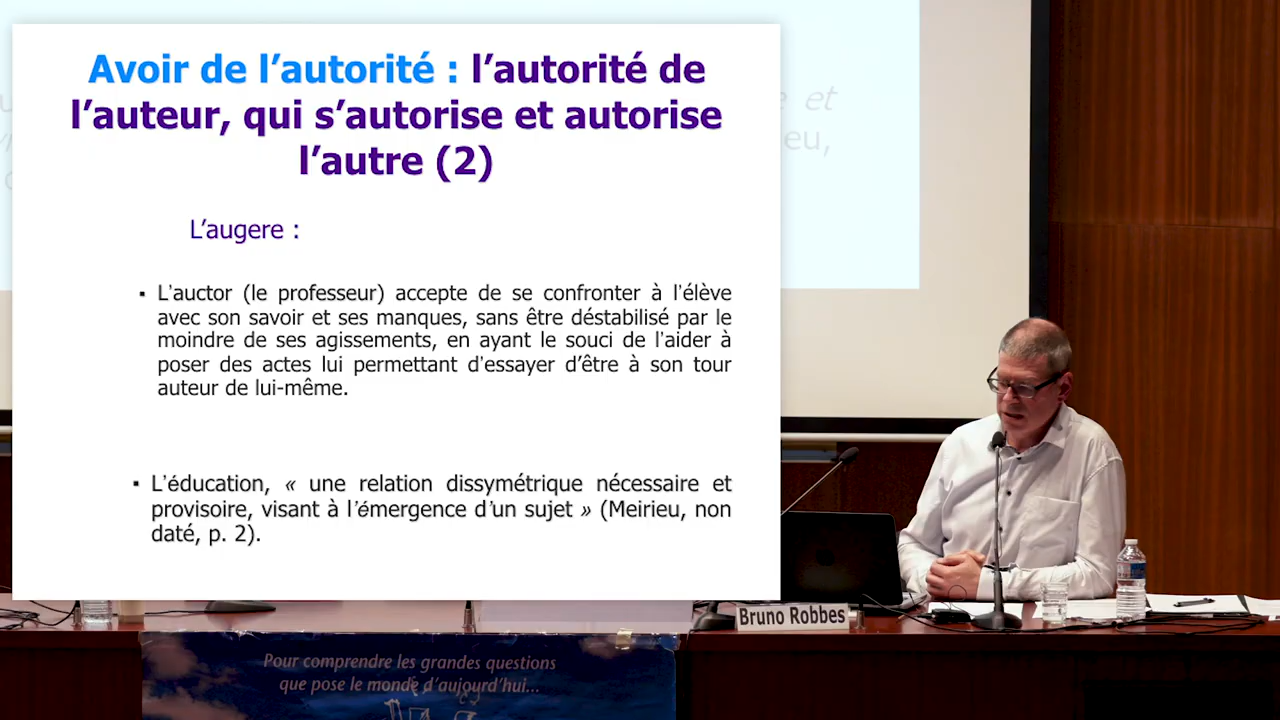 Avoir de l’autorité : l’autorité de
l’auteur, qui s’autorise et autorise
l’autre (2)
L’augere :
▪ L’auctor (le professeur) accepte de se confronter à l’élève
avec son savoir et ses manques, sans être déstabilisé par le
moindre de ses agissements, en ayant le souci de l’aider à
poser des actes lui permettant d’essayer d’être à son tour
auteur de lui-même.
▪ L’éducation, « une relation dissymétrique nécessaire et
provisoire, visant à l’émergence d’un sujet » (Meirieu, non
daté, p. 2).
et
eu,
Bruno Robbes
Pour comprendre les grandes questions
que pose le monde d’aujourd’hui...